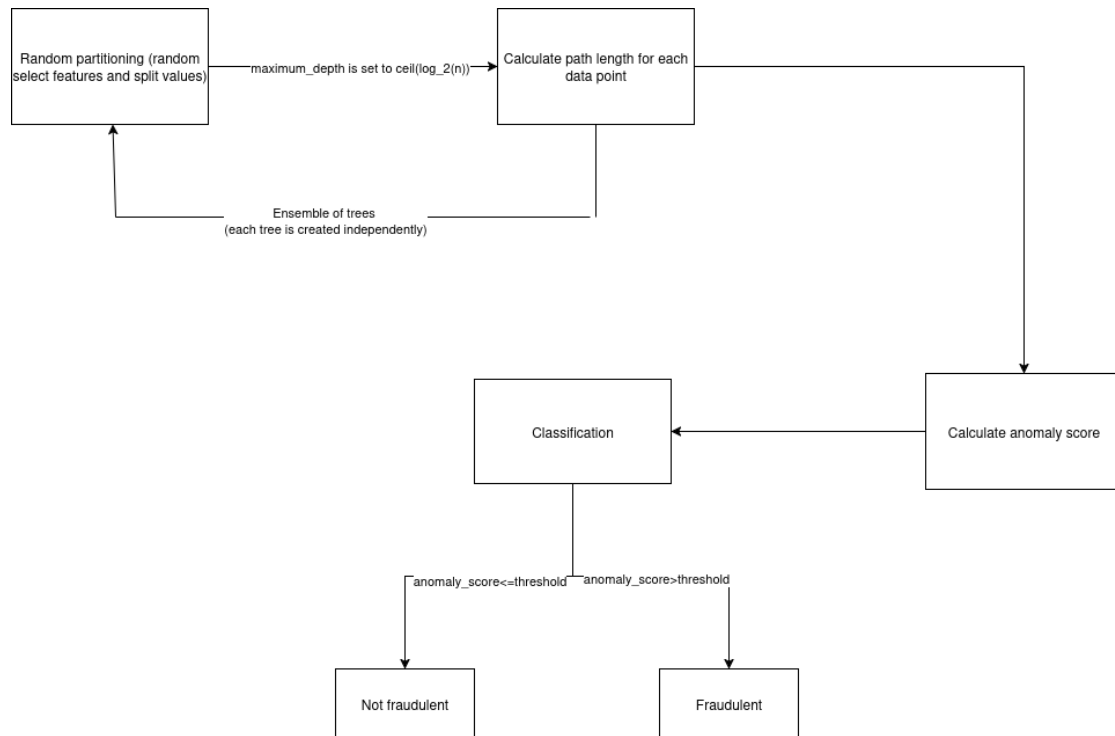 Random partitioning (random
select features and split values)
maximum_depth is set to ceil(log_2(n))
Calculate path length for each
data point
Ensemble of trees
(each tree is created independently)
Classification
Calculate anomaly score
anomaly_score<=threshold
anomaly_score>threshold
Not fraudulent
Fraudulent